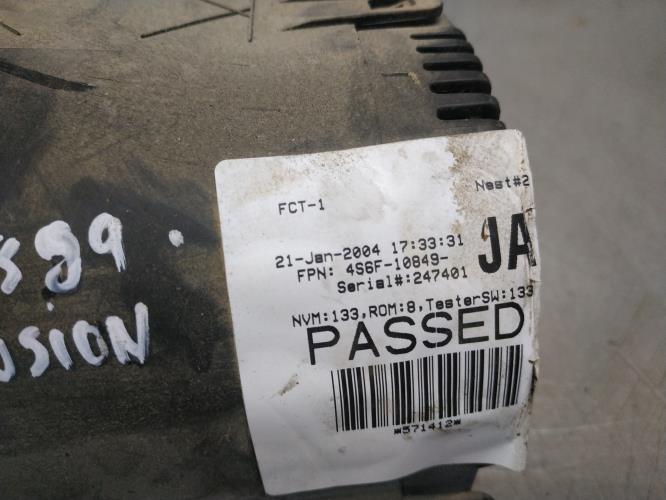 Nest#2
FCT-1
21-Jan-2004 17:33:31
FPN: 4S6F-10849-
JA
Serial#:247401
NVM:133,ROM:8,TesterSW:133
PASSED
*571412*
89.